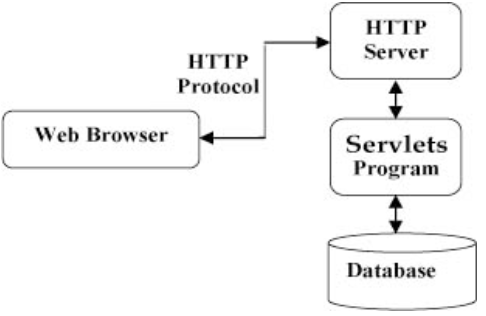 HTTP
Server
HTTP
Protocol
Web Browser
Servlets
Program
Database